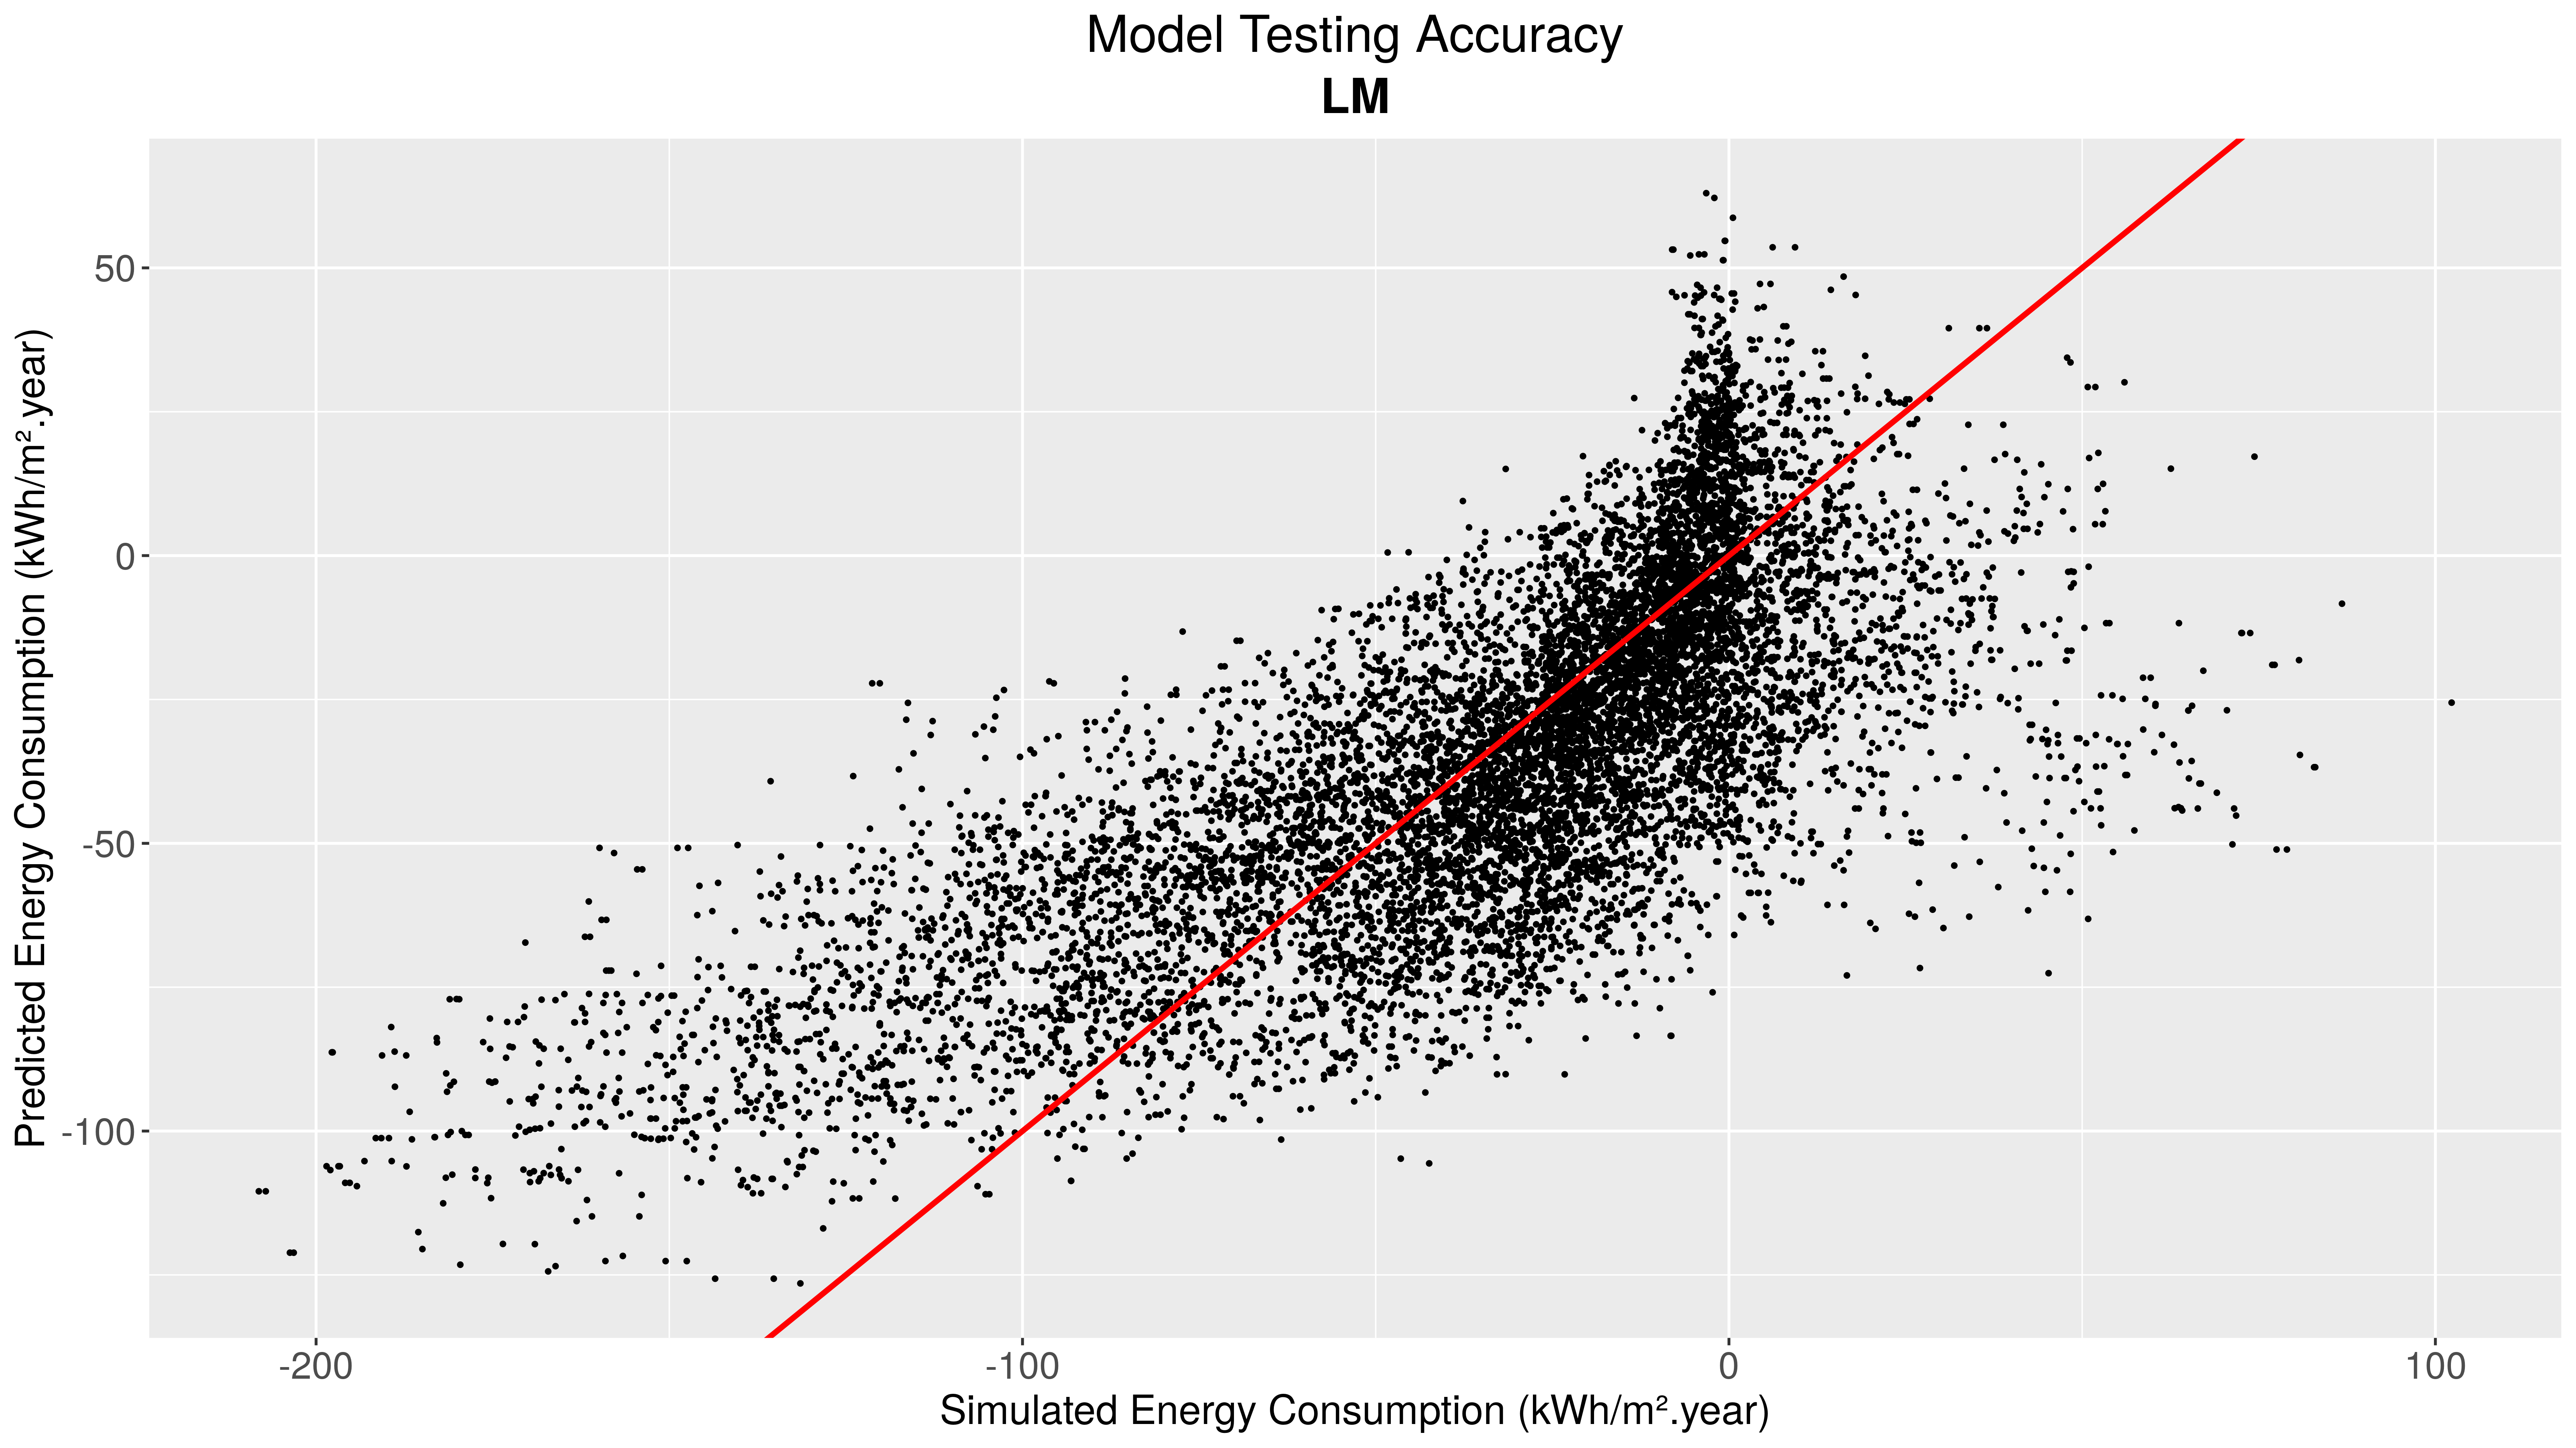 Model Testing Accuracy
LM
Predicted Energy Consumption (kWh/m².year)
50
0
-50
-100
-200
-100
0
100
Simulated Energy Consumption (kWh/m².year)